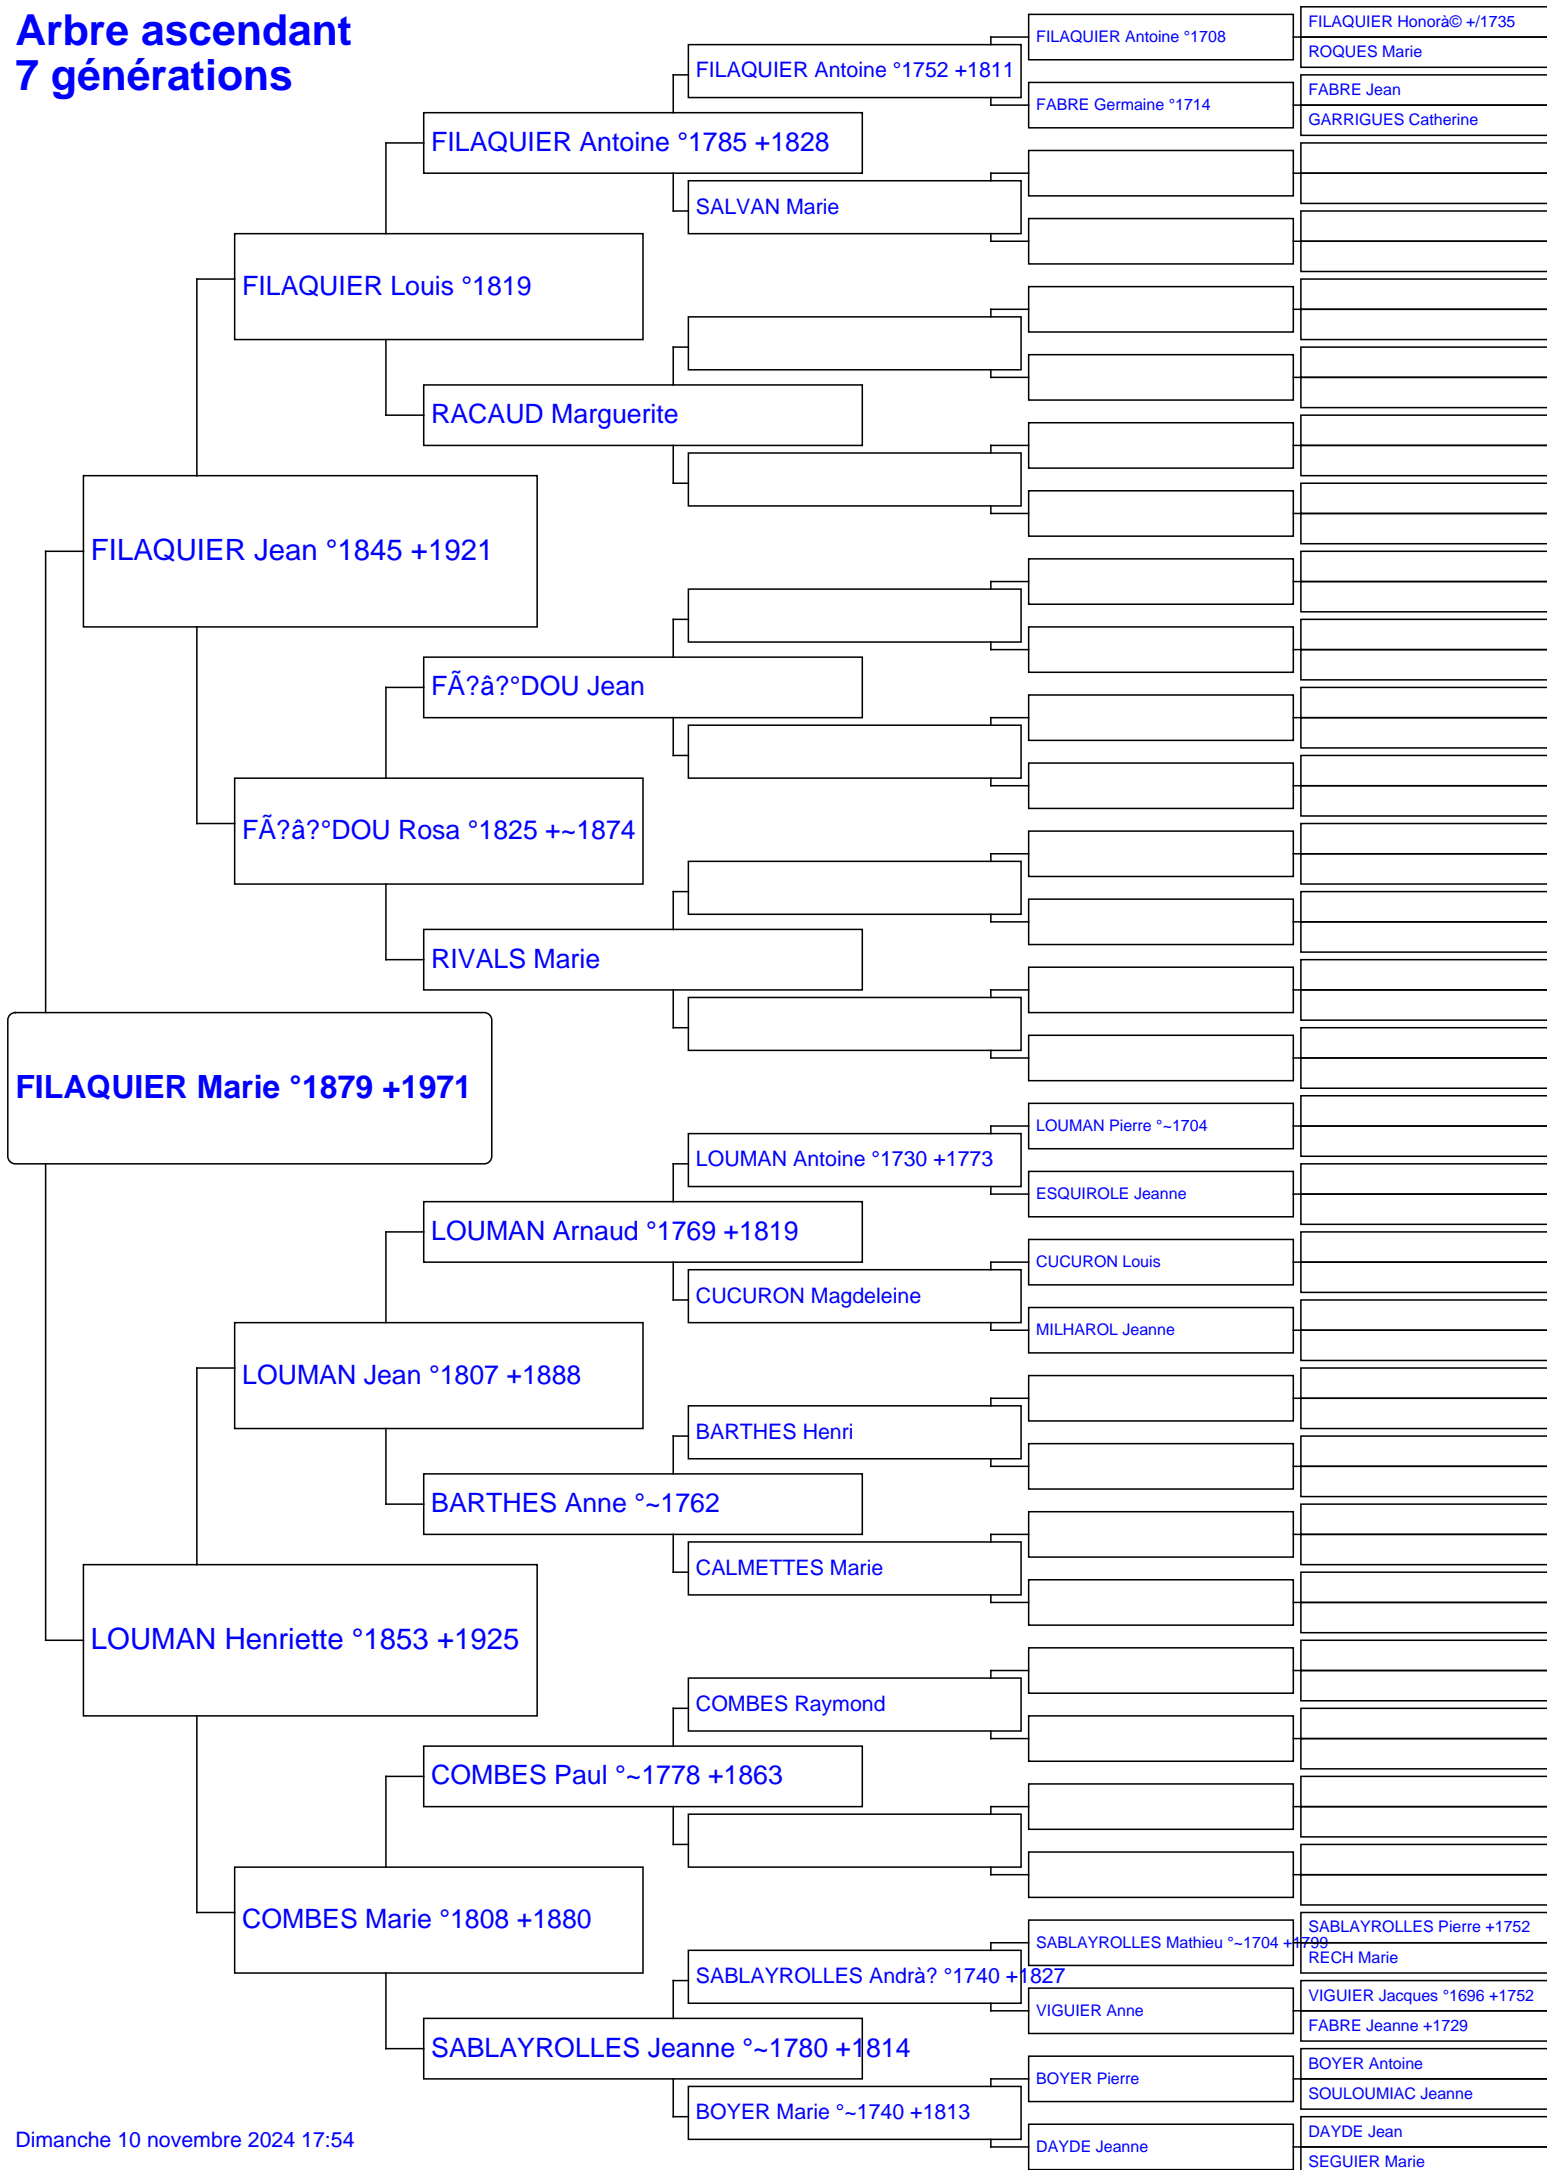 Arbre ascendant
7 générations
FILAQUIER Marie °1879 +1971
FILAQUIER Jean °1845 +1921
LOUMAN Henriette °1853 +1925
FILAQUIER Louis °1819
FÃ?â?°DOU Rosa °1825 +~1874
LOUMAN Jean °1807 +1888
COMBES Marie °1808 +1880
FILAQUIER Antoine °1785 +1828
RACAUD Marguerite
FÃ?â?°DOU Jean
RIVALS Marie
LOUMAN Arnaud °1769 +1819
BARTHES Anne °~1762
COMBES Paul °~1778 +1863
SABLAYROLLES Jeanne °~1780 +1814
FILAQUIER Antoine °1752 +1811
SALVAN Marie
LOUMAN Antoine °1730 +1773
CUCURON Magdeleine
BARTHES Henri
CALMETTES Marie
COMBES Raymond
SABLAYROLLES Andrà? °1740 +1827
BOYER Marie °~1740 +1813
FILAQUIER Antoine °1708
FABRE Germaine °1714
LOUMAN Pierre °~1704
ESQUIROLE Jeanne
CUCURON Louis
MILHAROL Jeanne
SABLAYROLLES Mathieu °~1704 +1799
VIGUIER Anne
BOYER Pierre
DAYDE Jeanne
FILAQUIER Honorà© +/1735
ROQUES Marie
FABRE Jean
GARRIGUES Catherine
SABLAYROLLES Pierre +1752
RECH Marie
VIGUIER Jacques °1696 +1752
FABRE Jeanne +1729
BOYER Antoine
SOULOUMIAC Jeanne
DAYDE Jean
SEGUIER Marie
Dimanche 10 novembre 2024 17:54